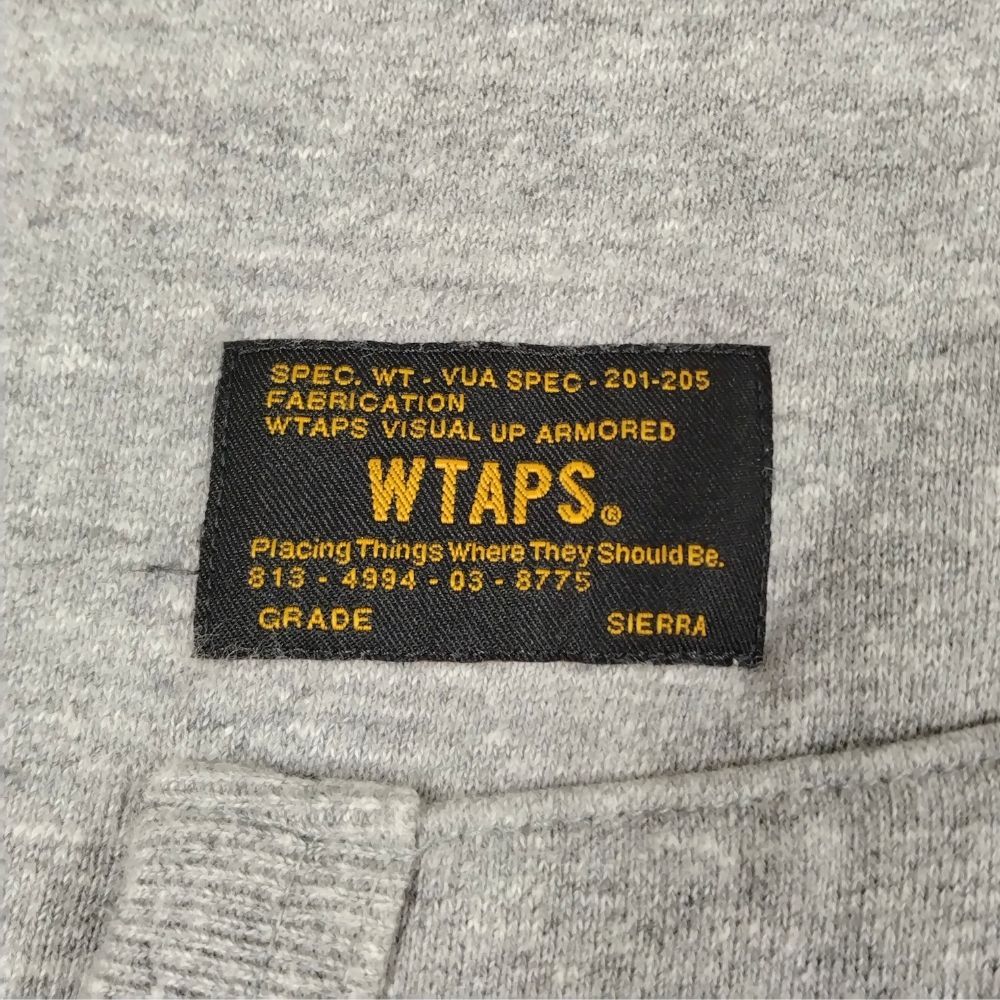 SPEC. WT - VUA SPEC - 201-205
FABRICATION
WTAPS VISUAL UP ARMORED
WTAPS®
Placing Things Where They Should Be.
813 - 4994 - 03 - 8775
GRADE SIERRA